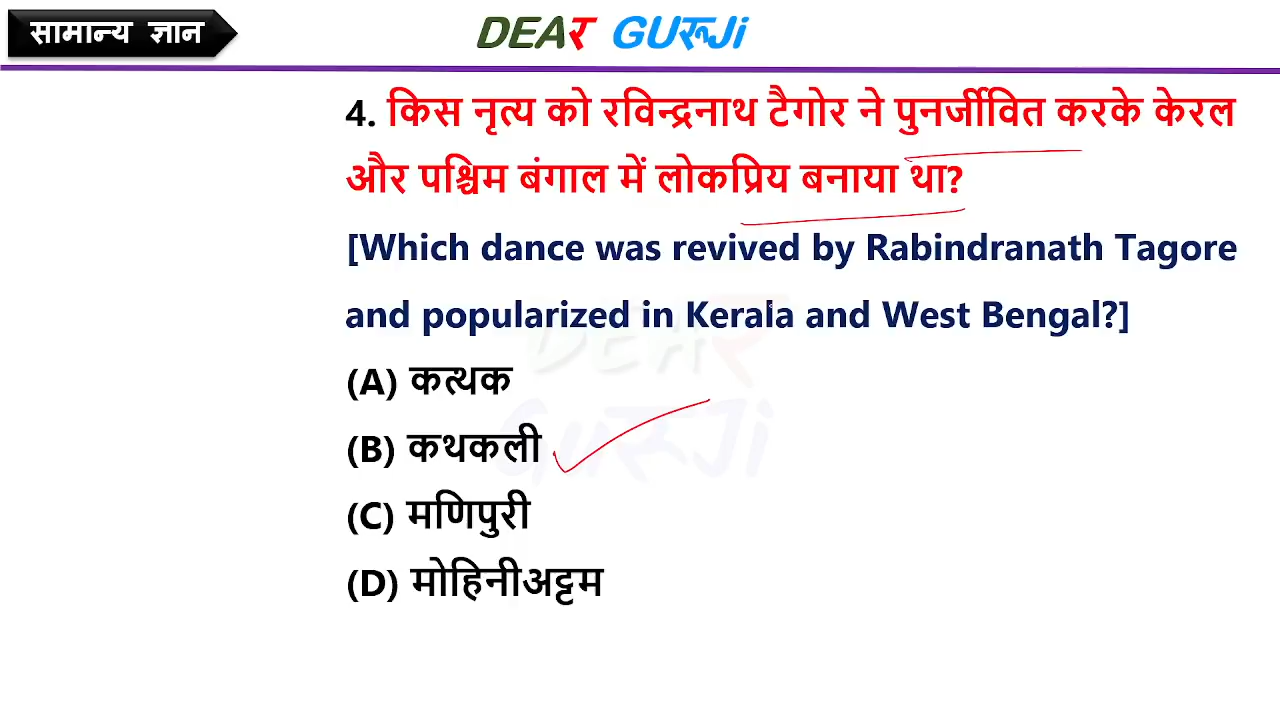 सामान्य ज्ञान
DEAR GURUJi
4. किस नृत्य को रविन्द्रनाथ टैगोर ने पुनर्जीवित करके केरल
और पश्चिम बंगाल में लोकप्रिय बनाया था?
[Which dance was revived by Rabindranath Tagore
and popularized in Kerala and West Bengal?]
(A) कत्थक
(B) कथकली
(C) मणिपुरी
(D) मोहिनीअट्टम